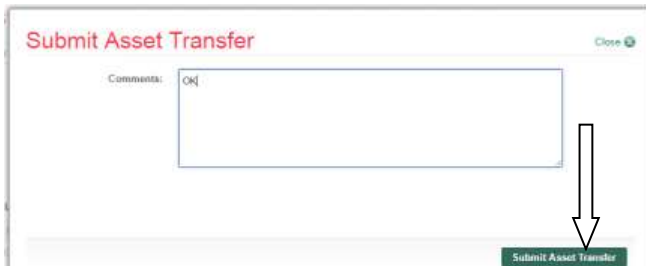 Submit Asset Transfer
Close
Comments:
OK
Submit Asset Transfer